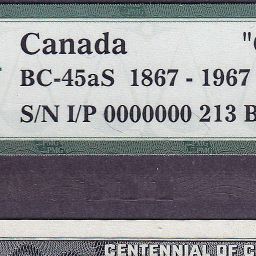 Canada
BC-45aS 1867 - 1967
S/N I/P 0000000 213 B
CENTENNIAL OF C